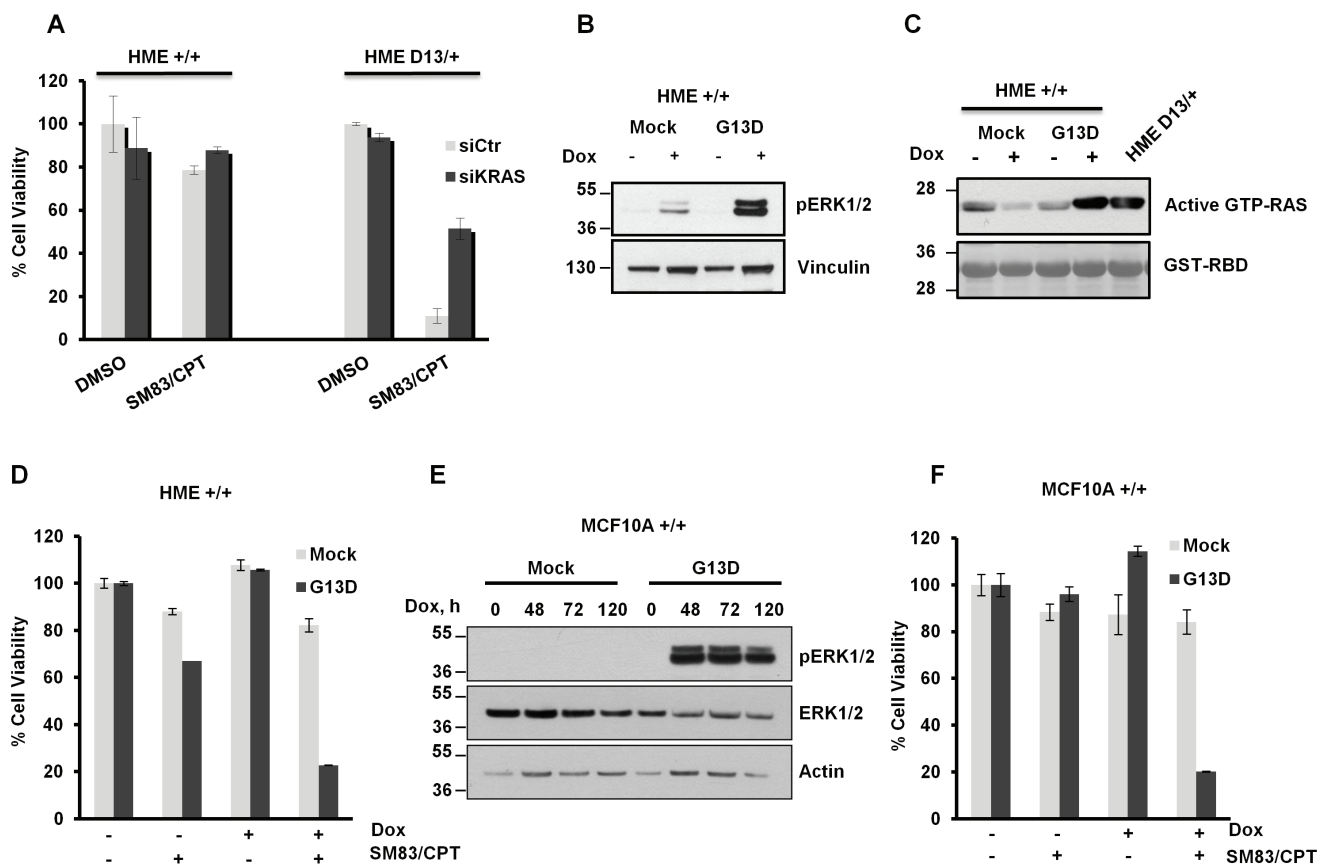 A
HME +/+
HME D13/+
120
100
80
60
40
20
0
% Cell Viability
siCtr
siKRAS
DMSO
SM83/CPT
DMSO
SM83/CPT
B
HME +/+
Mock
G13D
Dox
- + - +
55
36
pERK1/2
130
Vinculin
C
HME +/+
HME D13/+
Mock
G13D
Dox
- + - +
28
Active GTP-RAS
36
28
GST-RBD
D
HME +/+
120
100
80
60
40
20
0
% Cell Viability
Mock
G13D
- - + + Dox
- + - + SM83/CPT
E
MCF10A +/+
Mock
G13D
Dox, h 0 48 72 120 0 48 72 120
55
36
pERK1/2
55
36
ERK1/2
55
36
Actin
F
MCF10A +/+
120
100
80
60
40
20
0
% Cell Viability
Mock
G13D
- - + + Dox
- + - + SM83/CPT